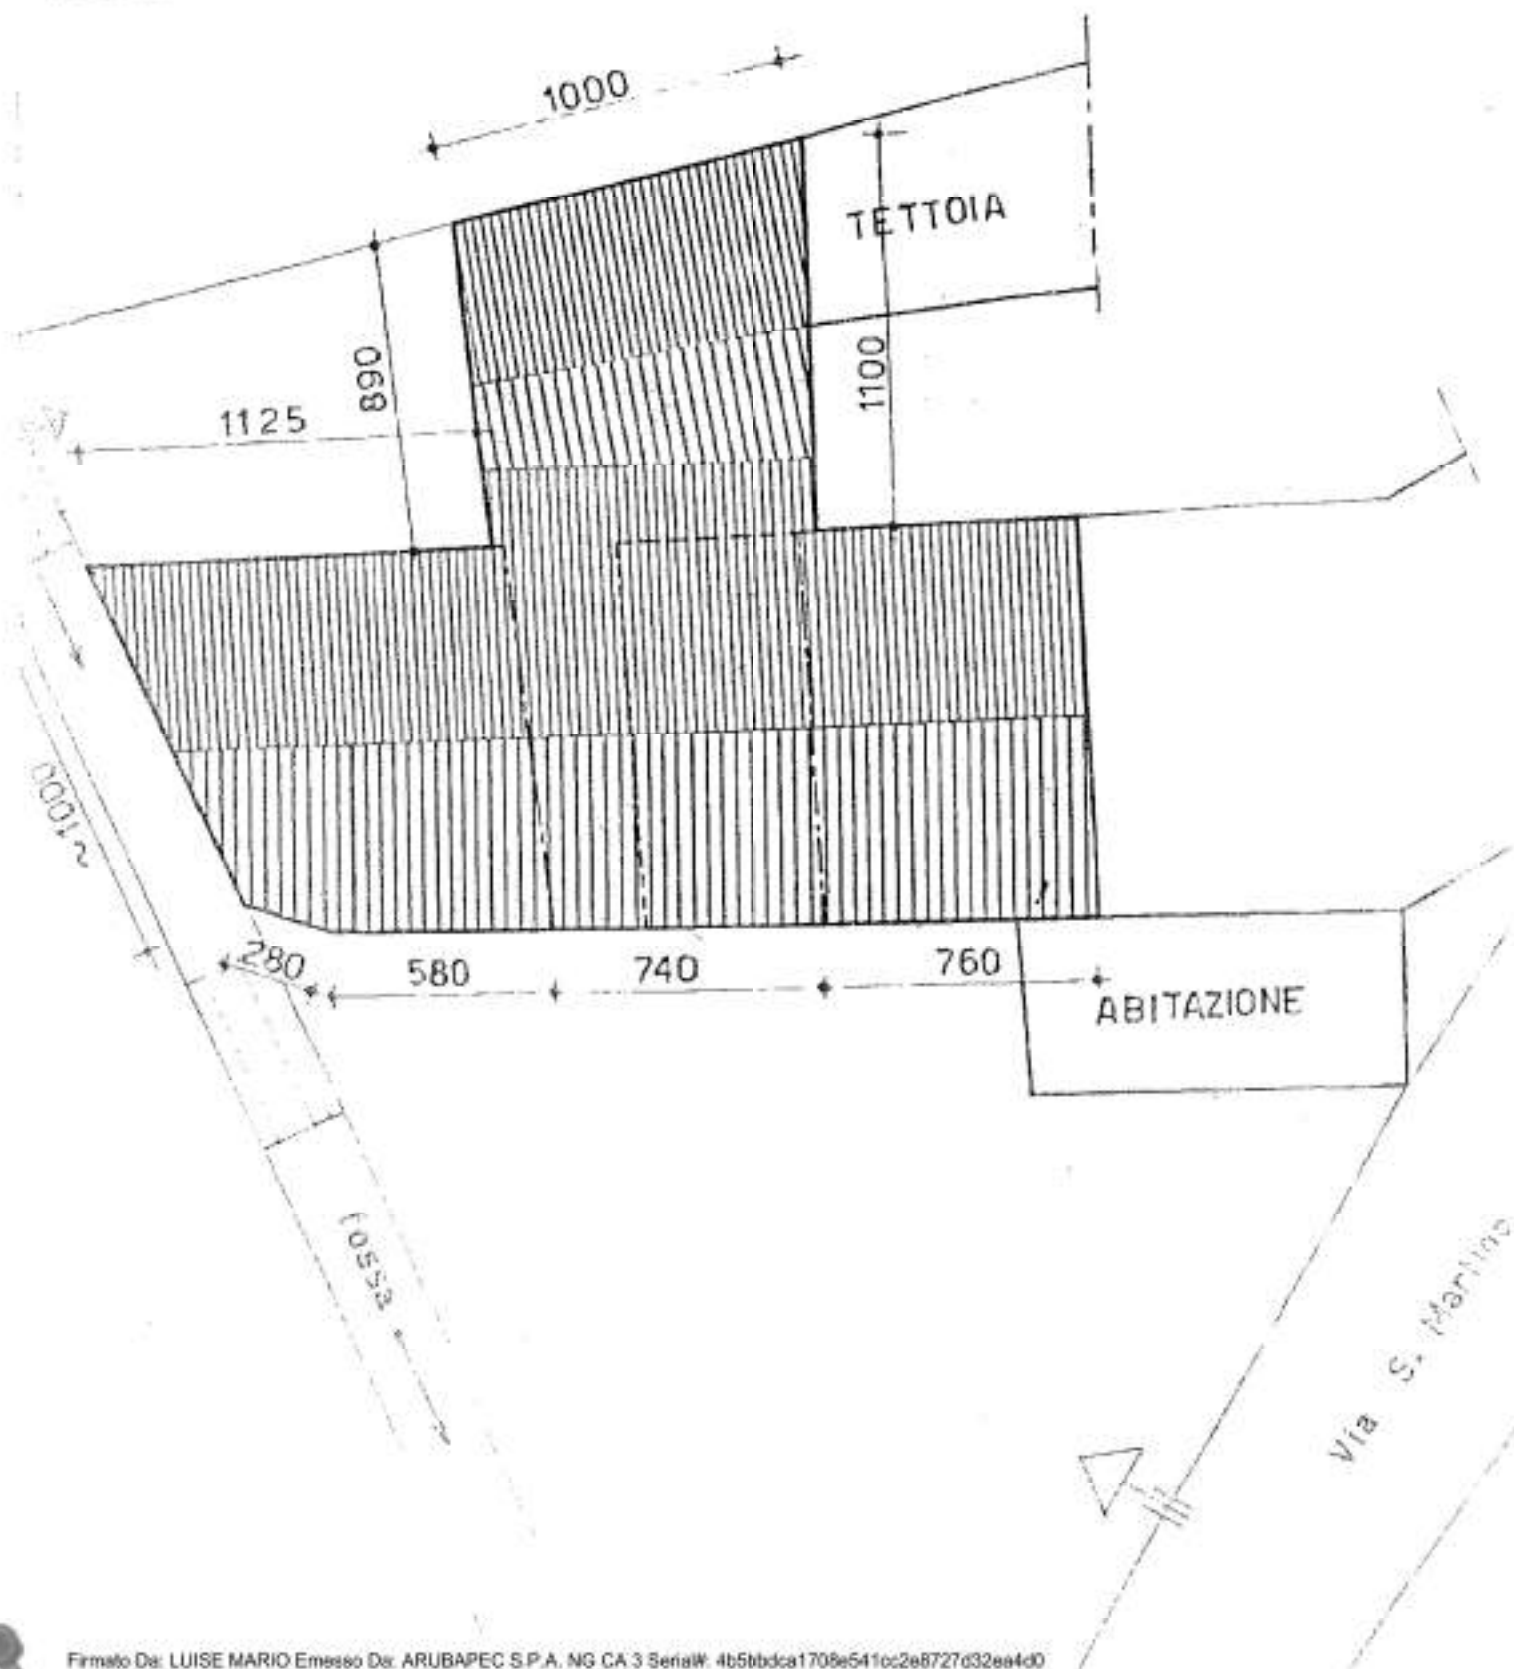 1000
TETTOIA
890
1100
1125
~1000
280
580
740
760
ABITAZIONE
fossa
Via S. Martino
Firmato Da: LUISE MARIO Emesso Da: ARUBAPEC S.P.A. NG CA 3 Serial#: 4b5bbdca1708e541cc2e8727d32ea4d0